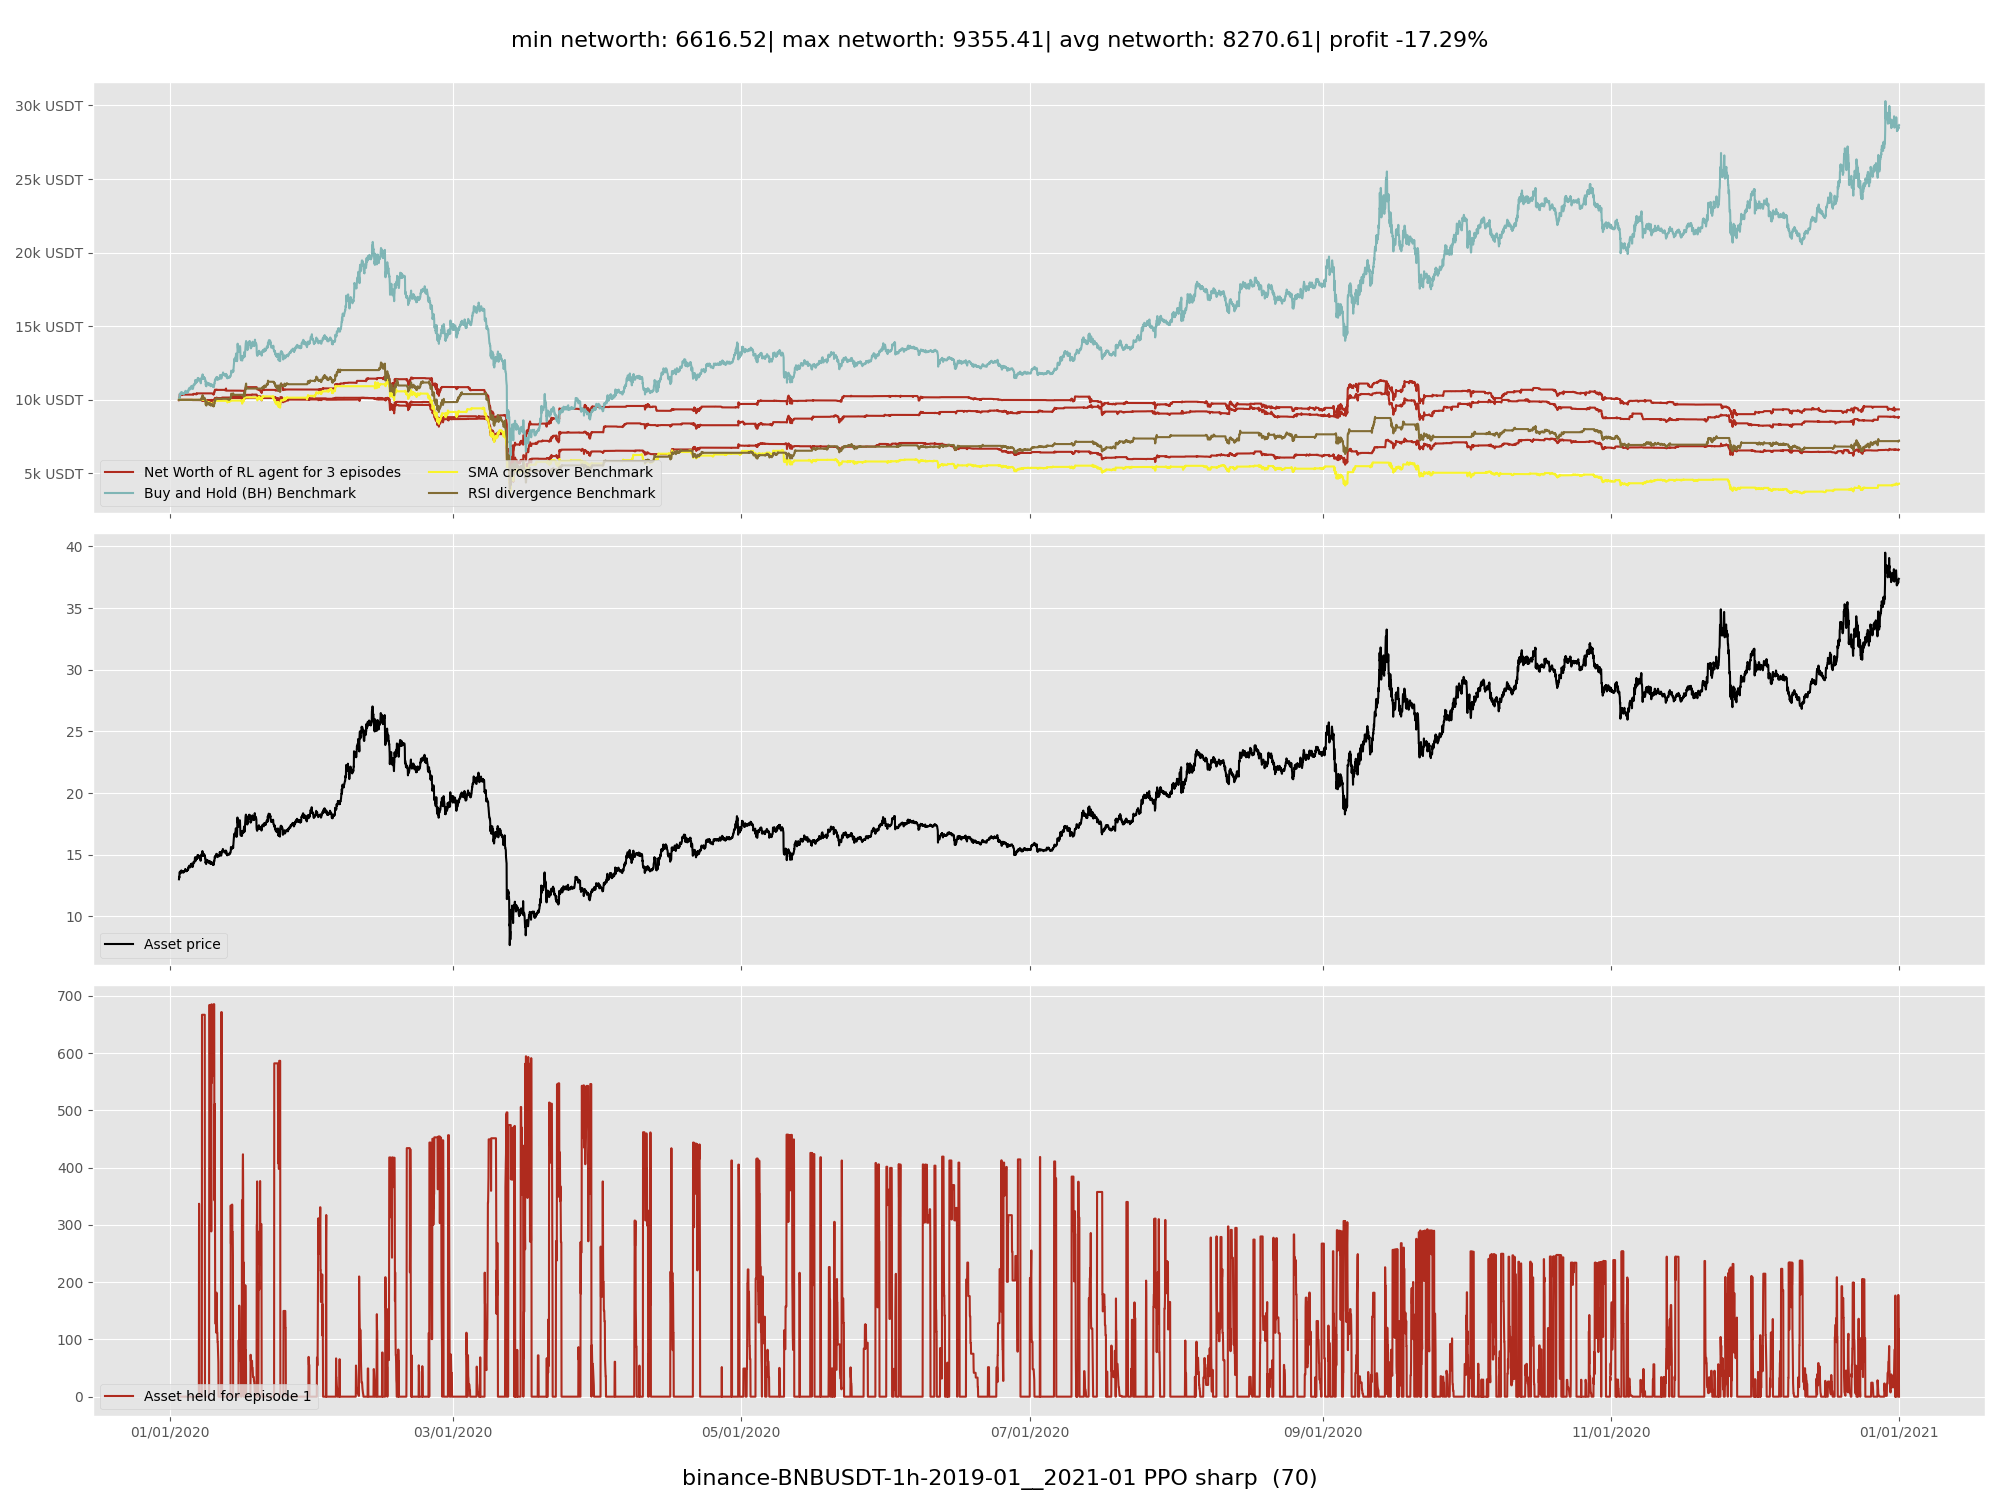 min networth: 6616.52| max networth: 9355.41| avg networth: 8270.61| profit -17.29%
30k USDT
25k USDT
20k USDT
15k USDT
10k USDT
5k USDT
Net Worth of RL agent for 3 episodes
Buy and Hold (BH) Benchmark
SMA crossover Benchmark
RSI divergence Benchmark
40
35
30
25
20
15
10
Asset price
700
600
500
400
300
200
100
0
Asset held for episode 1
01/01/2020 03/01/2020 05/01/2020 07/01/2020 09/01/2020 11/01/2020 01/01/2021
binance-BNBUSDT-1h-2019-01__2021-01 PPO sharp  (70)